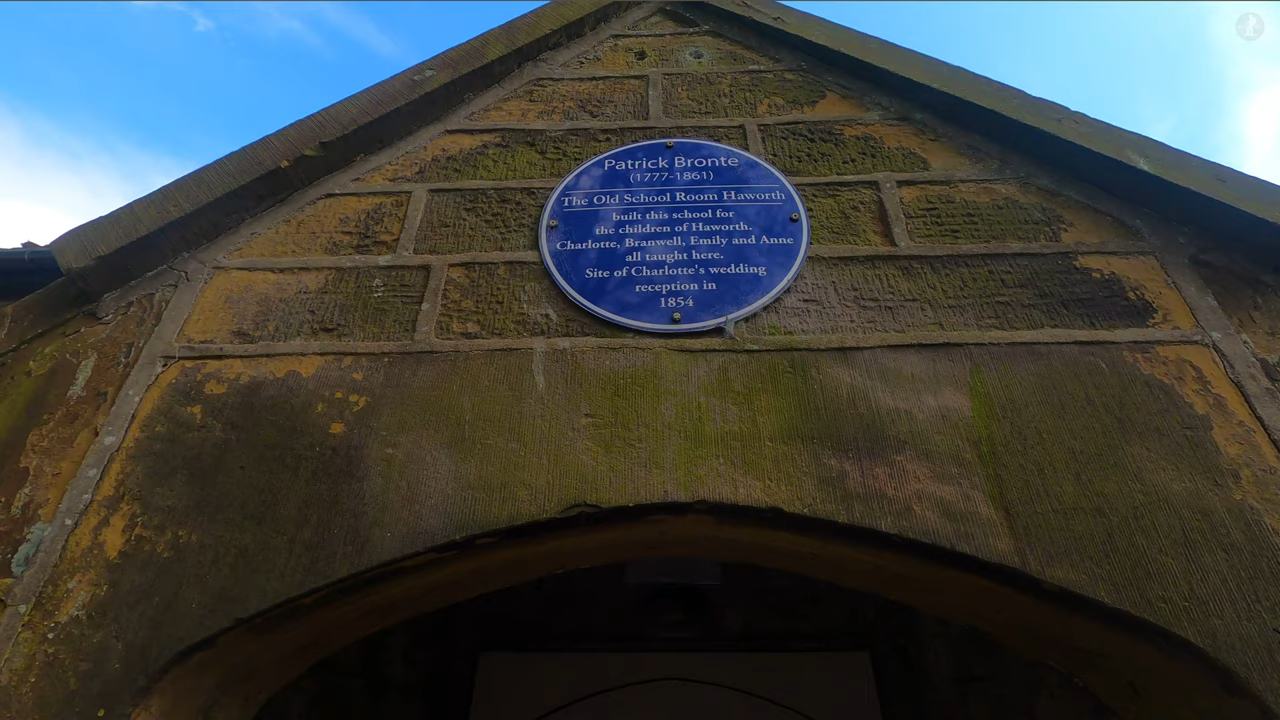 Patrick Bronte
(1777-1861)
The Old School Room Haworth
built this school for
the children of Haworth.
Charlotte, Branwell, Emily and Anne
all taught here.
Site of Charlotte's wedding
reception in
1854